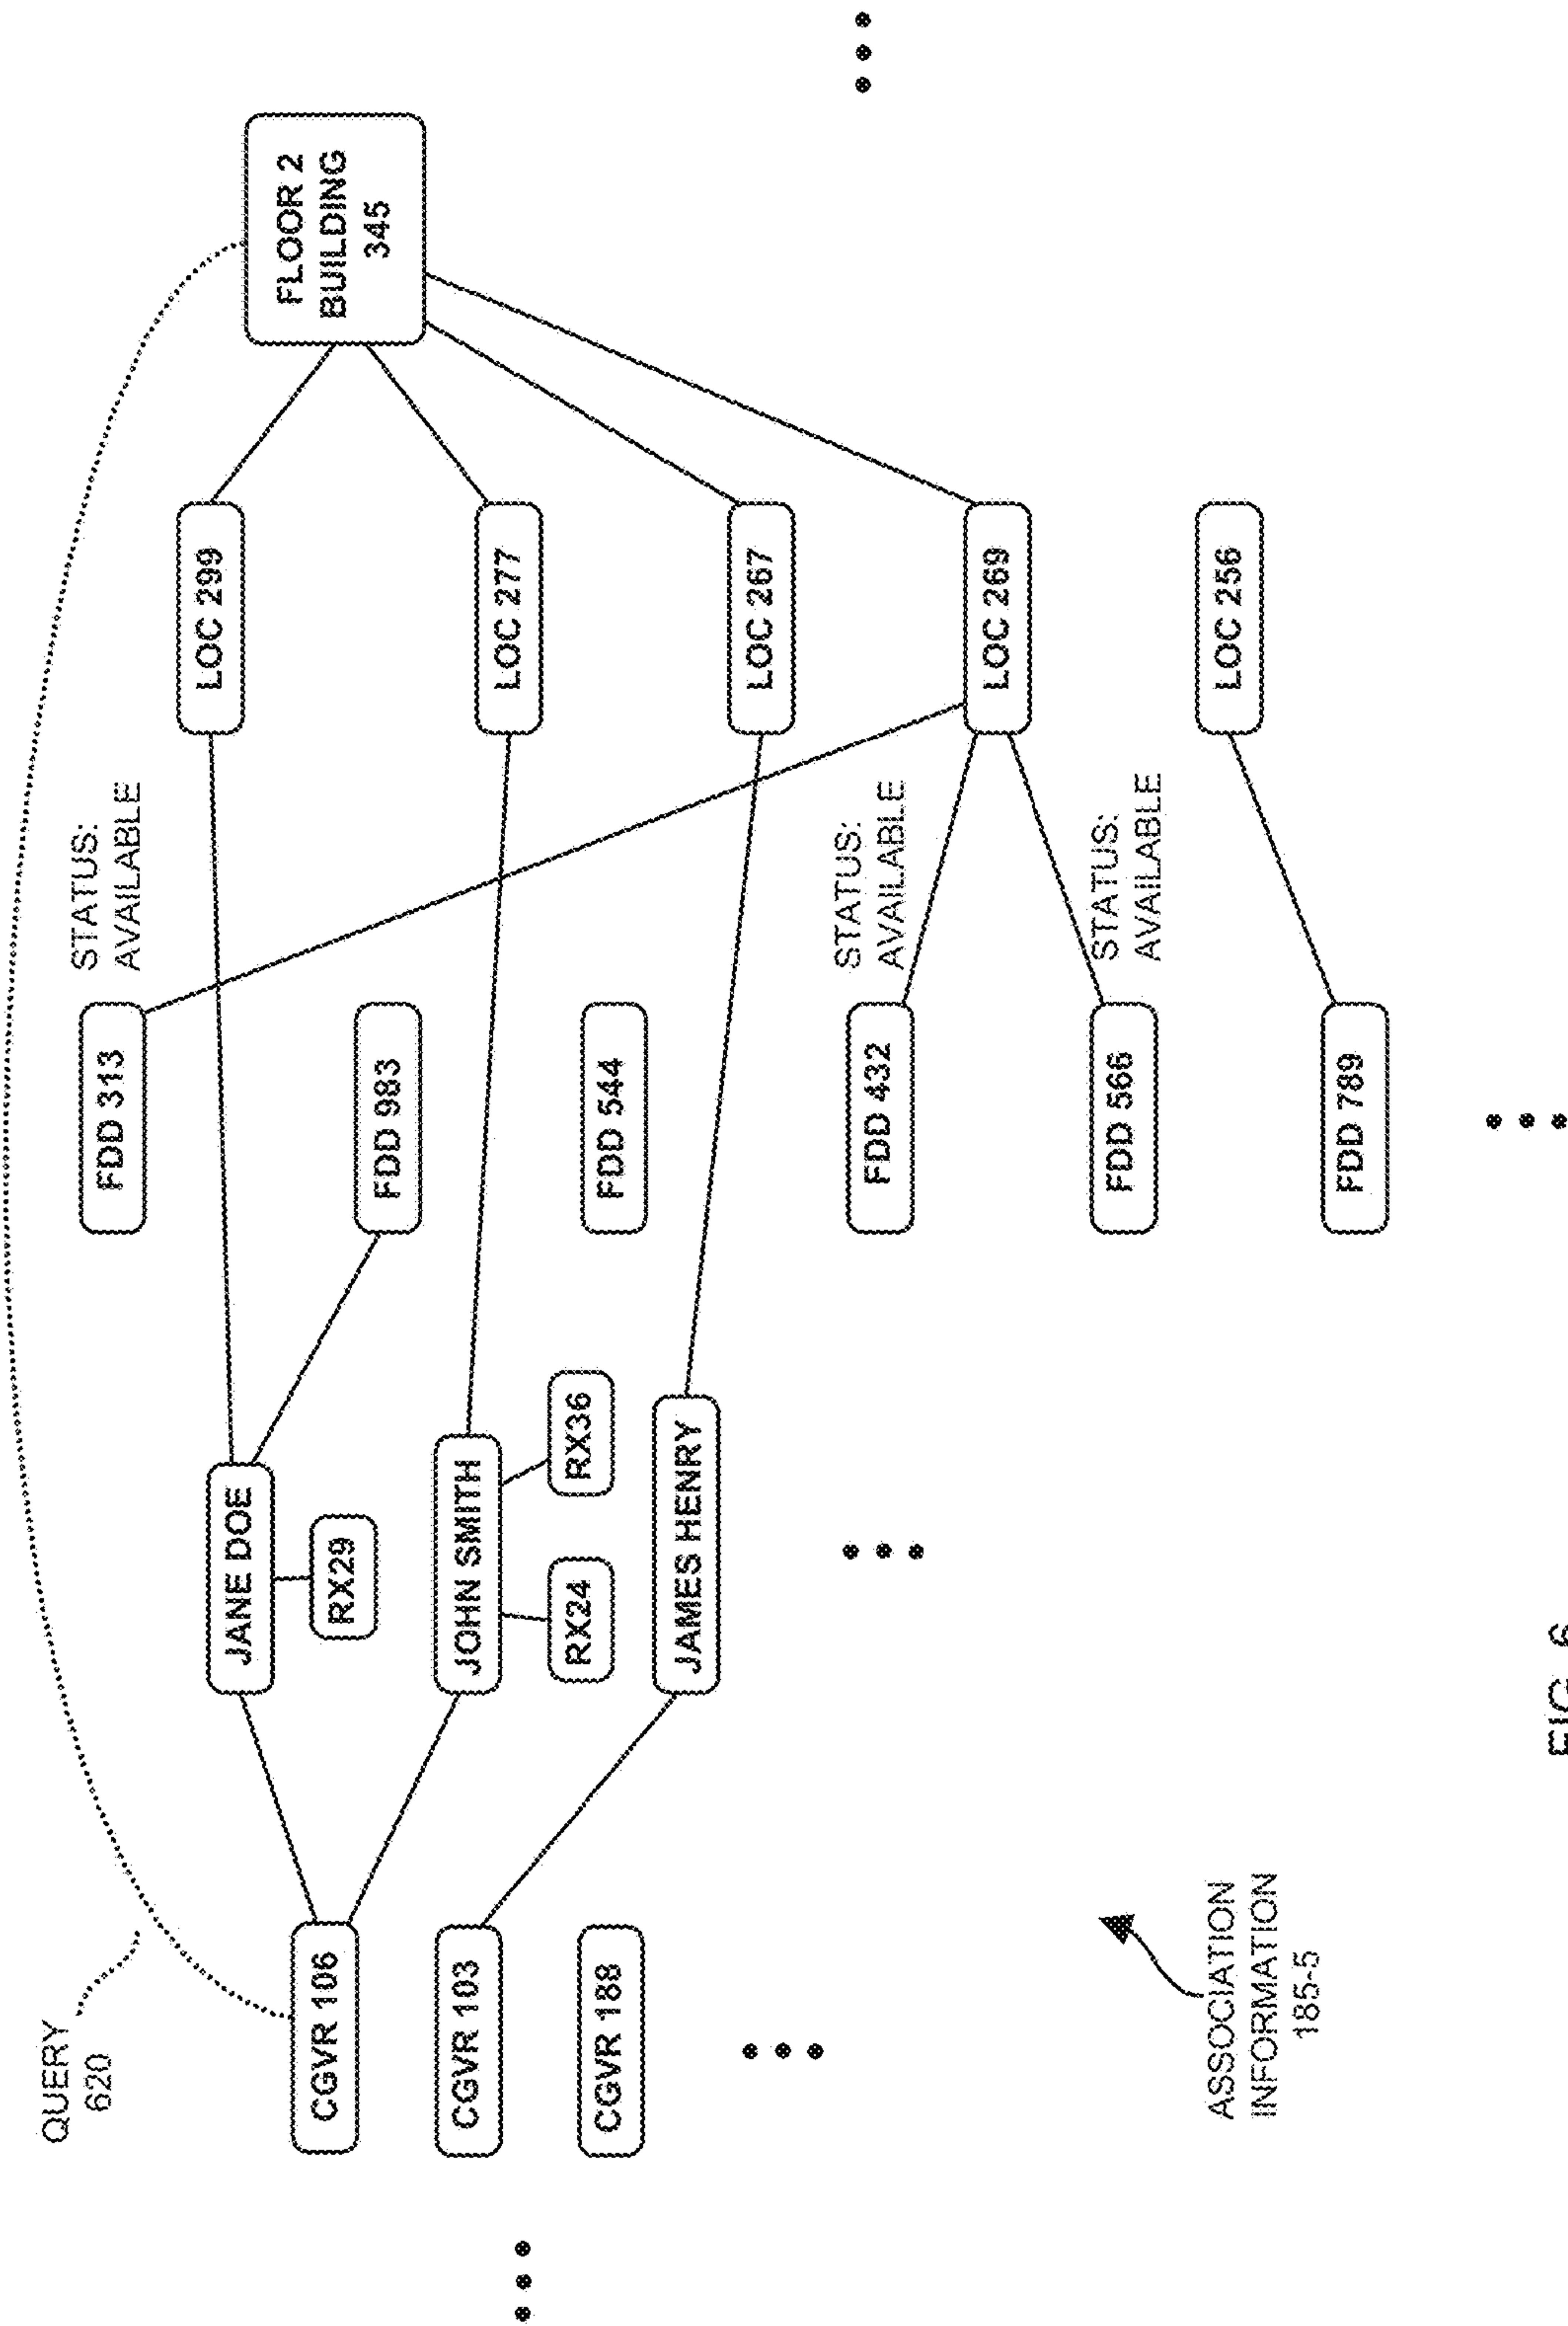 QUERY
620
CGVR 106
CGVR 103
CGVR 188
JANE DOE
RX29
JOHN SMITH
RX24
RX36
JAMES HENRY
FDD 313
STATUS:
AVAILABLE
FDD 983
FDD 544
FDD 432
STATUS:
AVAILABLE
FDD 566
STATUS:
AVAILABLE
FDD 789
LOC 299
LOC 277
LOC 267
LOC 269
LOC 256
FLOOR 2
BUILDING
345
ASSOCIATION
INFORMATION
185-5
FIG. 6